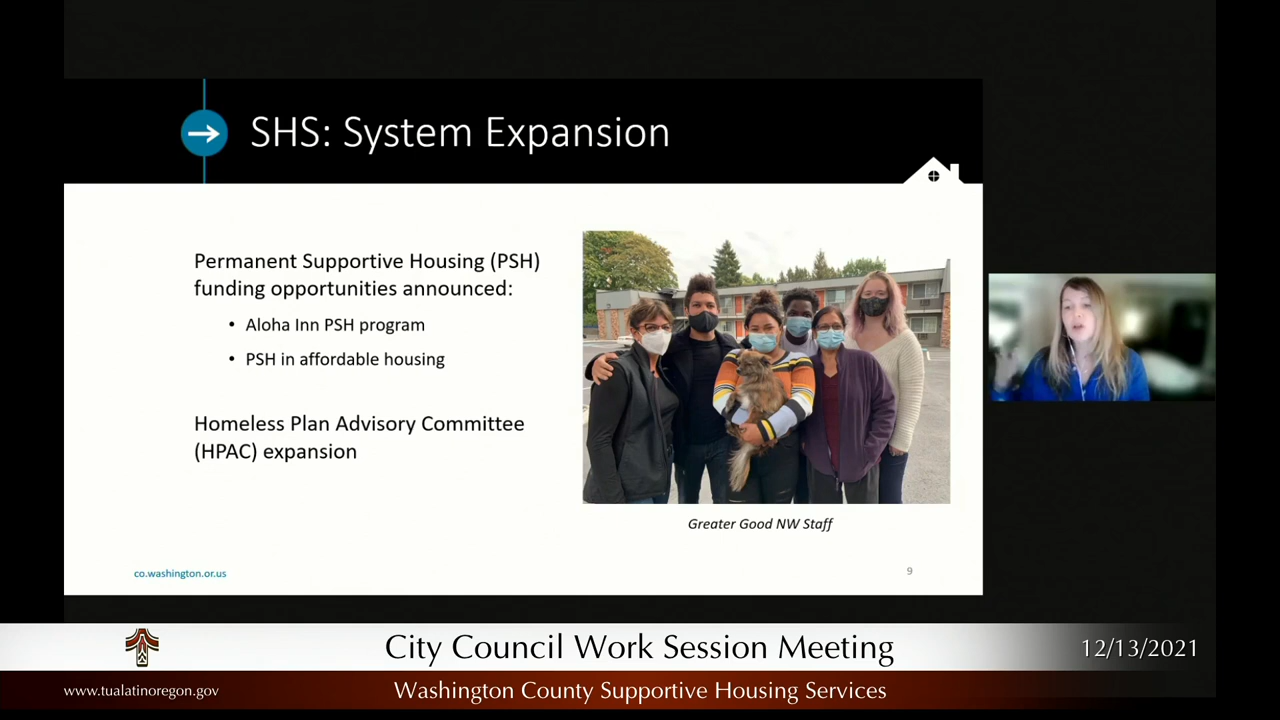 SHS: System Expansion
Permanent Supportive Housing (PSH)
funding opportunities announced:
• Aloha Inn PSH program
• PSH in affordable housing
Homeless Plan Advisory Committee
(HPAC) expansion
Greater Good NW Staff
co.washington.or.us
9
City Council Work Session Meeting
12/13/2021
www.tualatinoregon.gov
Washington County Supportive Housing Services